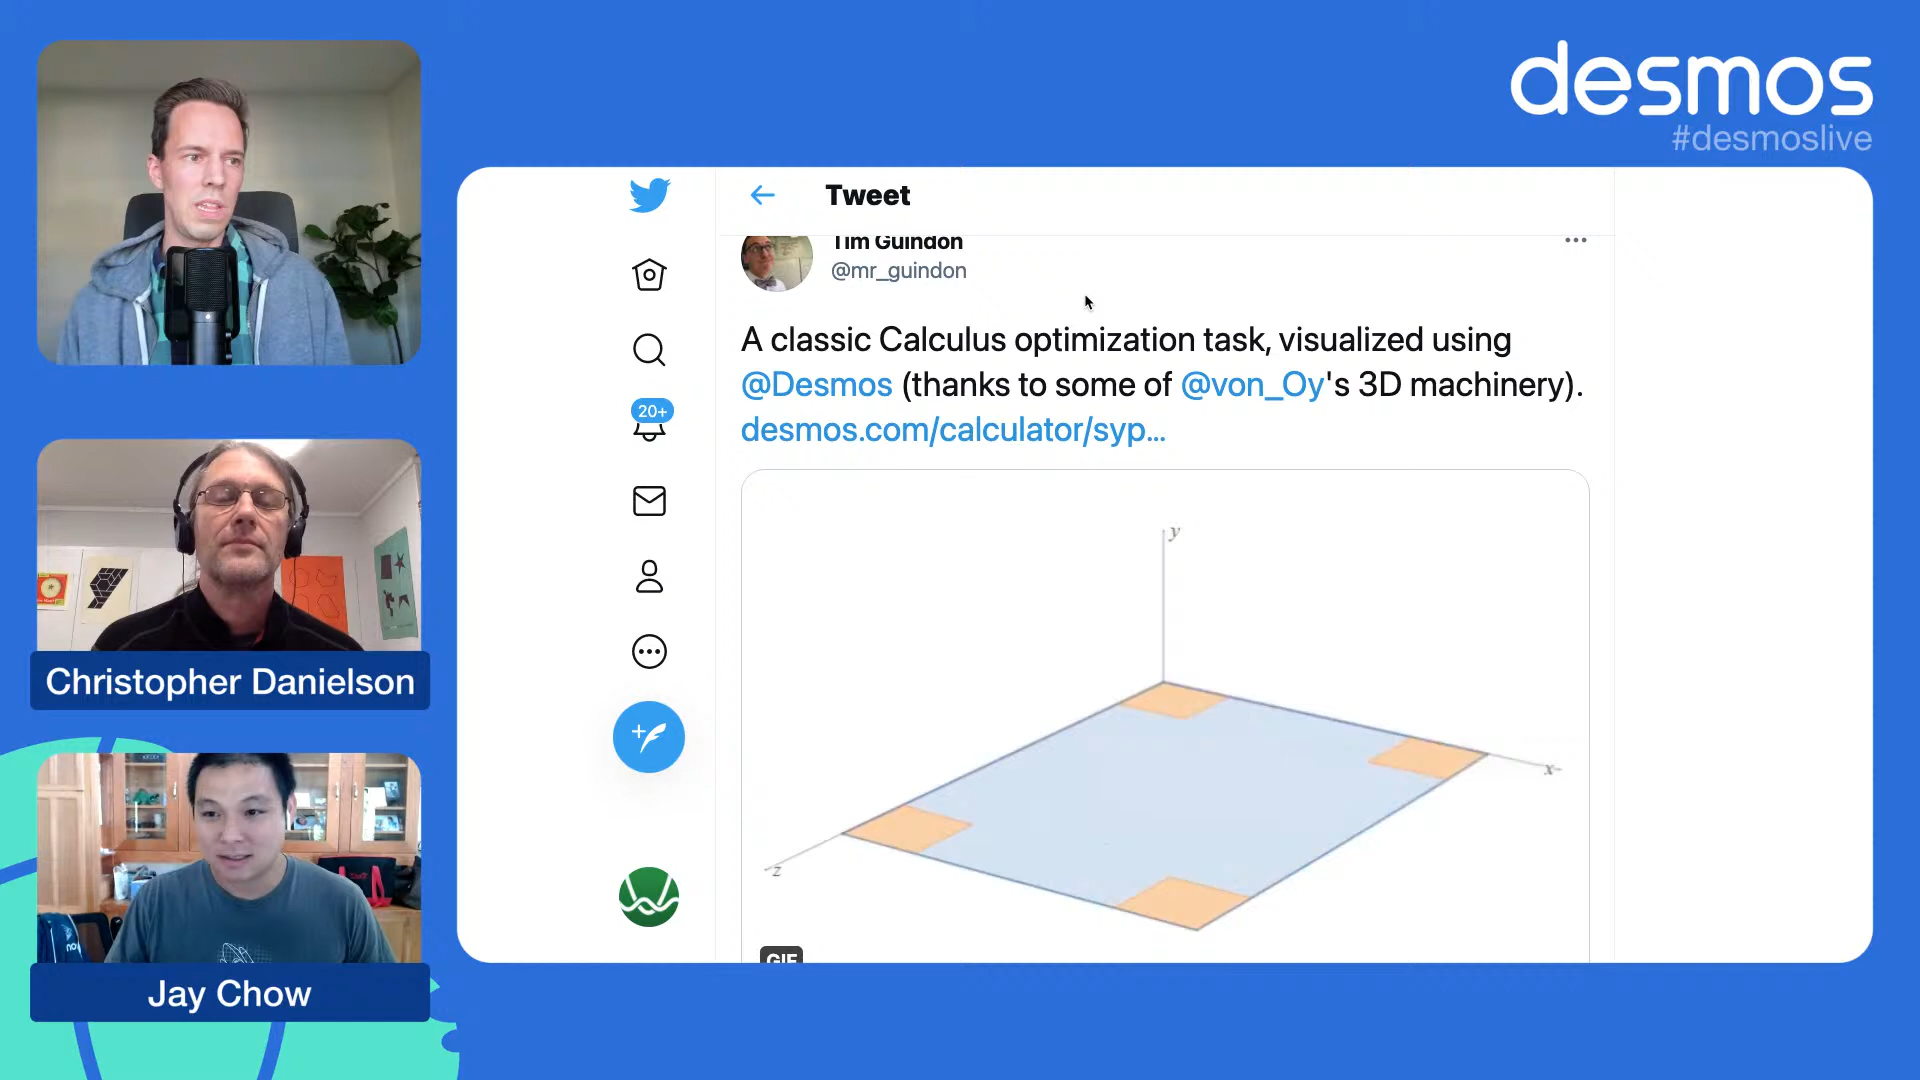 desmos
#desmoslive
Tweet
Tim Guindon
@mr_guindon
A classic Calculus optimization task, visualized using
@Desmos (thanks to some of @von_Oy's 3D machinery).
desmos.com/calculator/syp...
20+
y
x
z
GIF
Christopher Danielson
Jay Chow